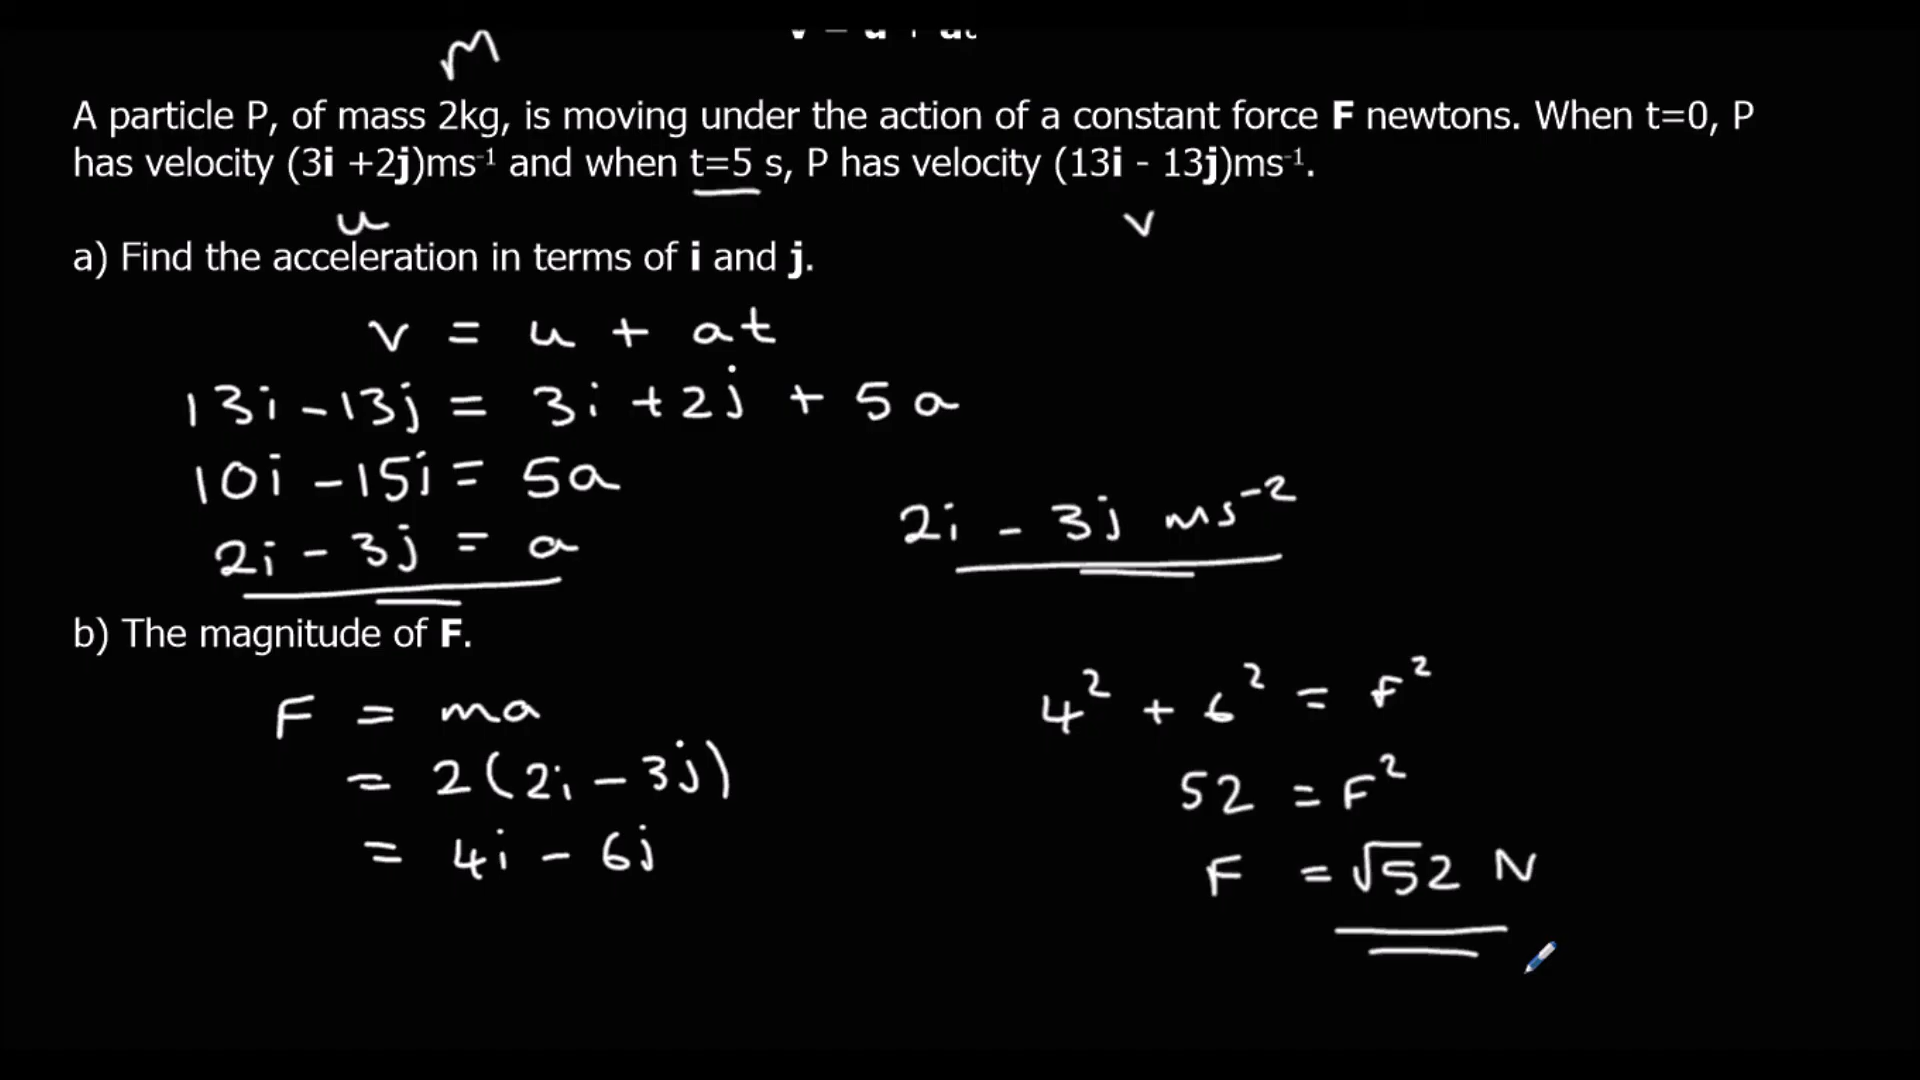 m
v = u + at
A particle P, of mass 2kg, is moving under the action of a constant force F newtons. When t=0, P
has velocity (3i +2j)ms⁻¹ and when t=5 s, P has velocity (13i - 13j)ms⁻¹.
u
v
a) Find the acceleration in terms of i and j.
v = u + at
13i - 13j = 3i + 2j + 5a
10i - 15j = 5a
2i - 3j = a
2i - 3j ms⁻²
b) The magnitude of F.
F = ma
= 2(2i - 3j)
= 4i - 6j
4² + 6² = F²
52 = F²
F = √52 N